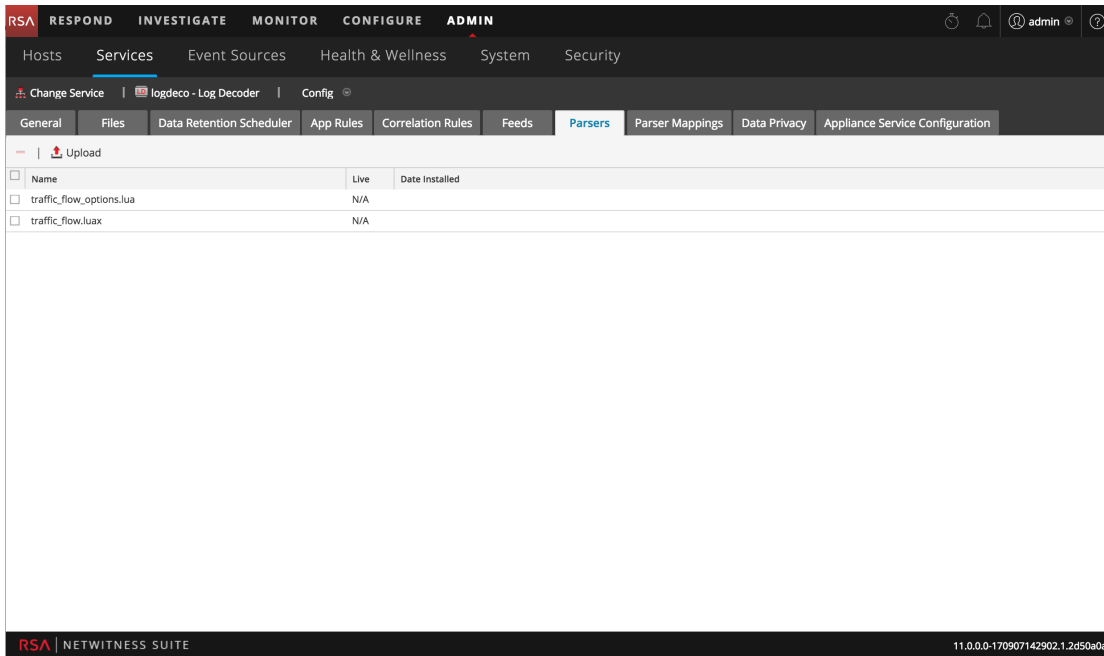 RSA RESPOND INVESTIGATE MONITOR CONFIGURE ADMIN admin ?
Hosts Services Event Sources Health & Wellness System Security
Change Service | logdeco - Log Decoder | Config
General Files Data Retention Scheduler App Rules Correlation Rules Feeds Parsers Parser Mappings Data Privacy Appliance Service Configuration
Upload
Name Live Date Installed
traffic_flow_options.lua N/A
traffic_flow.luax N/A
RSA | NETWITNESS SUITE 11.0.0.0-170907142902.1.2d50a0a